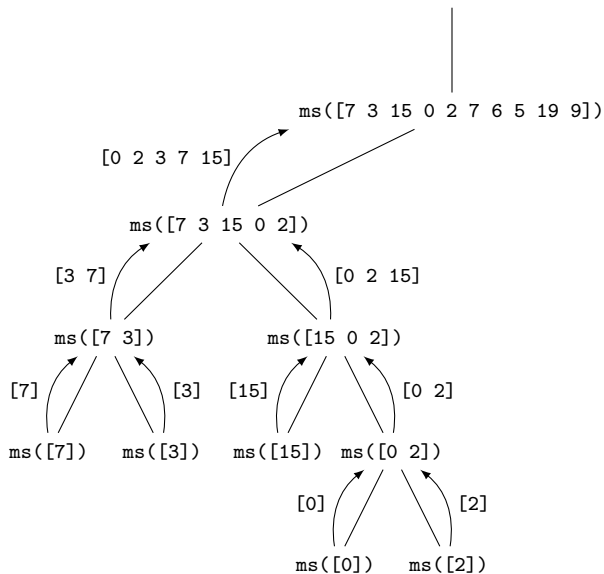 ms([7 3 15 0 2 7 6 5 19 9])
[0 2 3 7 15]
ms([7 3 15 0 2])
[3 7]
[0 2 15]
ms([7 3])
ms([15 0 2])
[7]
[3]
[15]
[0 2]
ms([7])
ms([3])
ms([15])
ms([0 2])
[0]
[2]
ms([0])
ms([2])